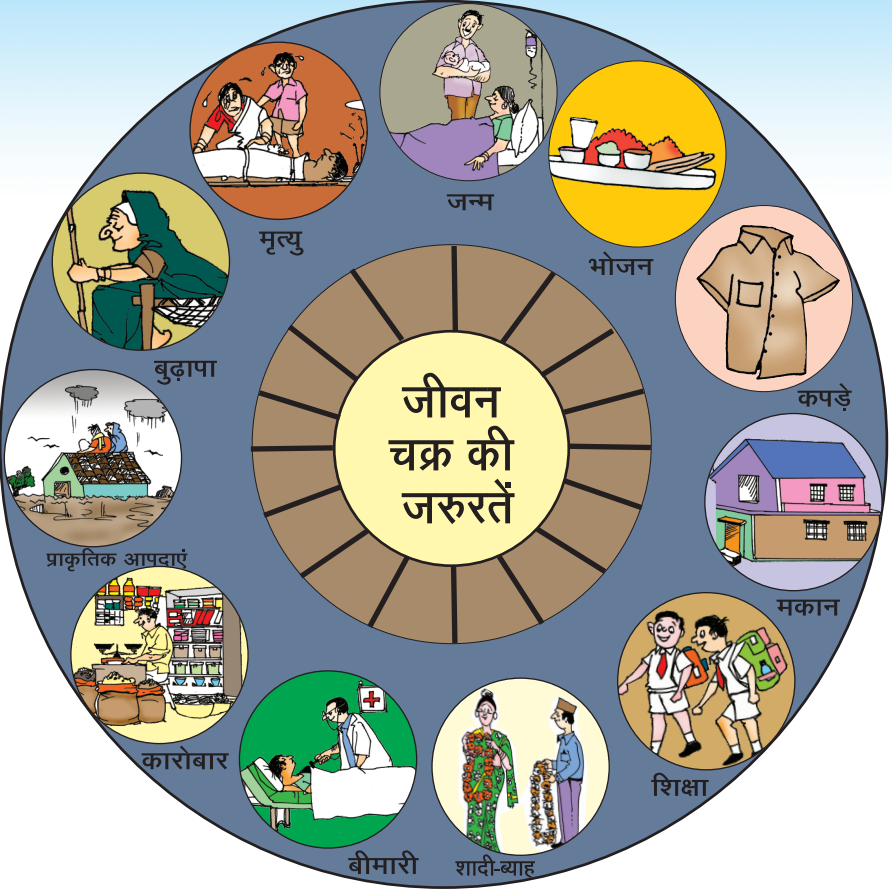 जन्म
भोजन
कपड़े
मकान
शिक्षा
शादी-ब्याह
बीमारी
कारोबार
प्राकृतिक आपदाएं
बुढ़ापा
मृत्यु
जीवन
चक्र की
जरुरतें